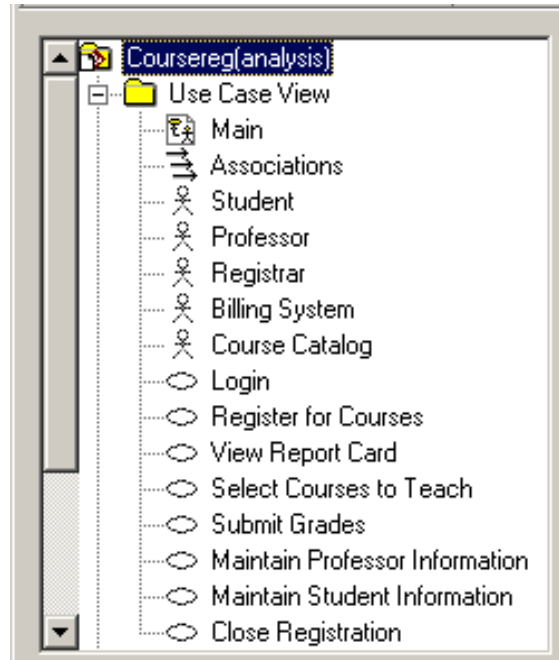 Coursereg(analysis)
Use Case View
Main
Associations
Student
Professor
Registrar
Billing System
Course Catalog
Login
Register for Courses
View Report Card
Select Courses to Teach
Submit Grades
Maintain Professor Information
Maintain Student Information
Close Registration